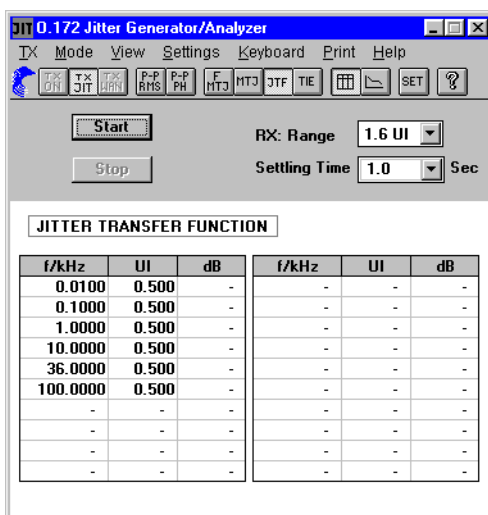 JIT O.172 Jitter Generator/Analyzer
TX Mode View Settings Keyboard Print Help
TX ON TX JIT TX WAN P-P RMS P-P PH F MTJ MTJ JTF TIE SET ?
Start RX: Range 1.6 UI
Stop Settling Time 1.0 Sec
JITTER TRANSFER FUNCTION
f/kHz UI dB f/kHz UI dB
0.0100 0.500 - - - -
0.1000 0.500 - - - -
1.0000 0.500 - - - -
10.0000 0.500 - - - -
36.0000 0.500 - - - -
100.0000 0.500 - - - -
- - - - - -
- - - - - -
- - - - - -
- - - - - -